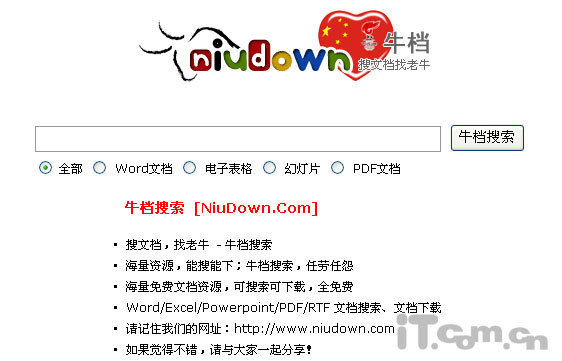 niudown 牛档
搜文档找老牛
牛档搜索
全部 Word文档 电子表格 幻灯片 PDF文档
牛档搜索 [NiuDown.Com]
• 搜文档，找老牛 - 牛档搜索
• 海量资源，能搜能下；牛档搜索，任劳任怨
• 海量免费文档资源，可搜索可下载，全免费
• Word/Excel/Powerpoint/PDF/RTF 文档搜索、文档下载
• 请记住我们的网址：http://www.niudown.com
• 如果觉得不错，请与大家一起分享！
iT.com.cn